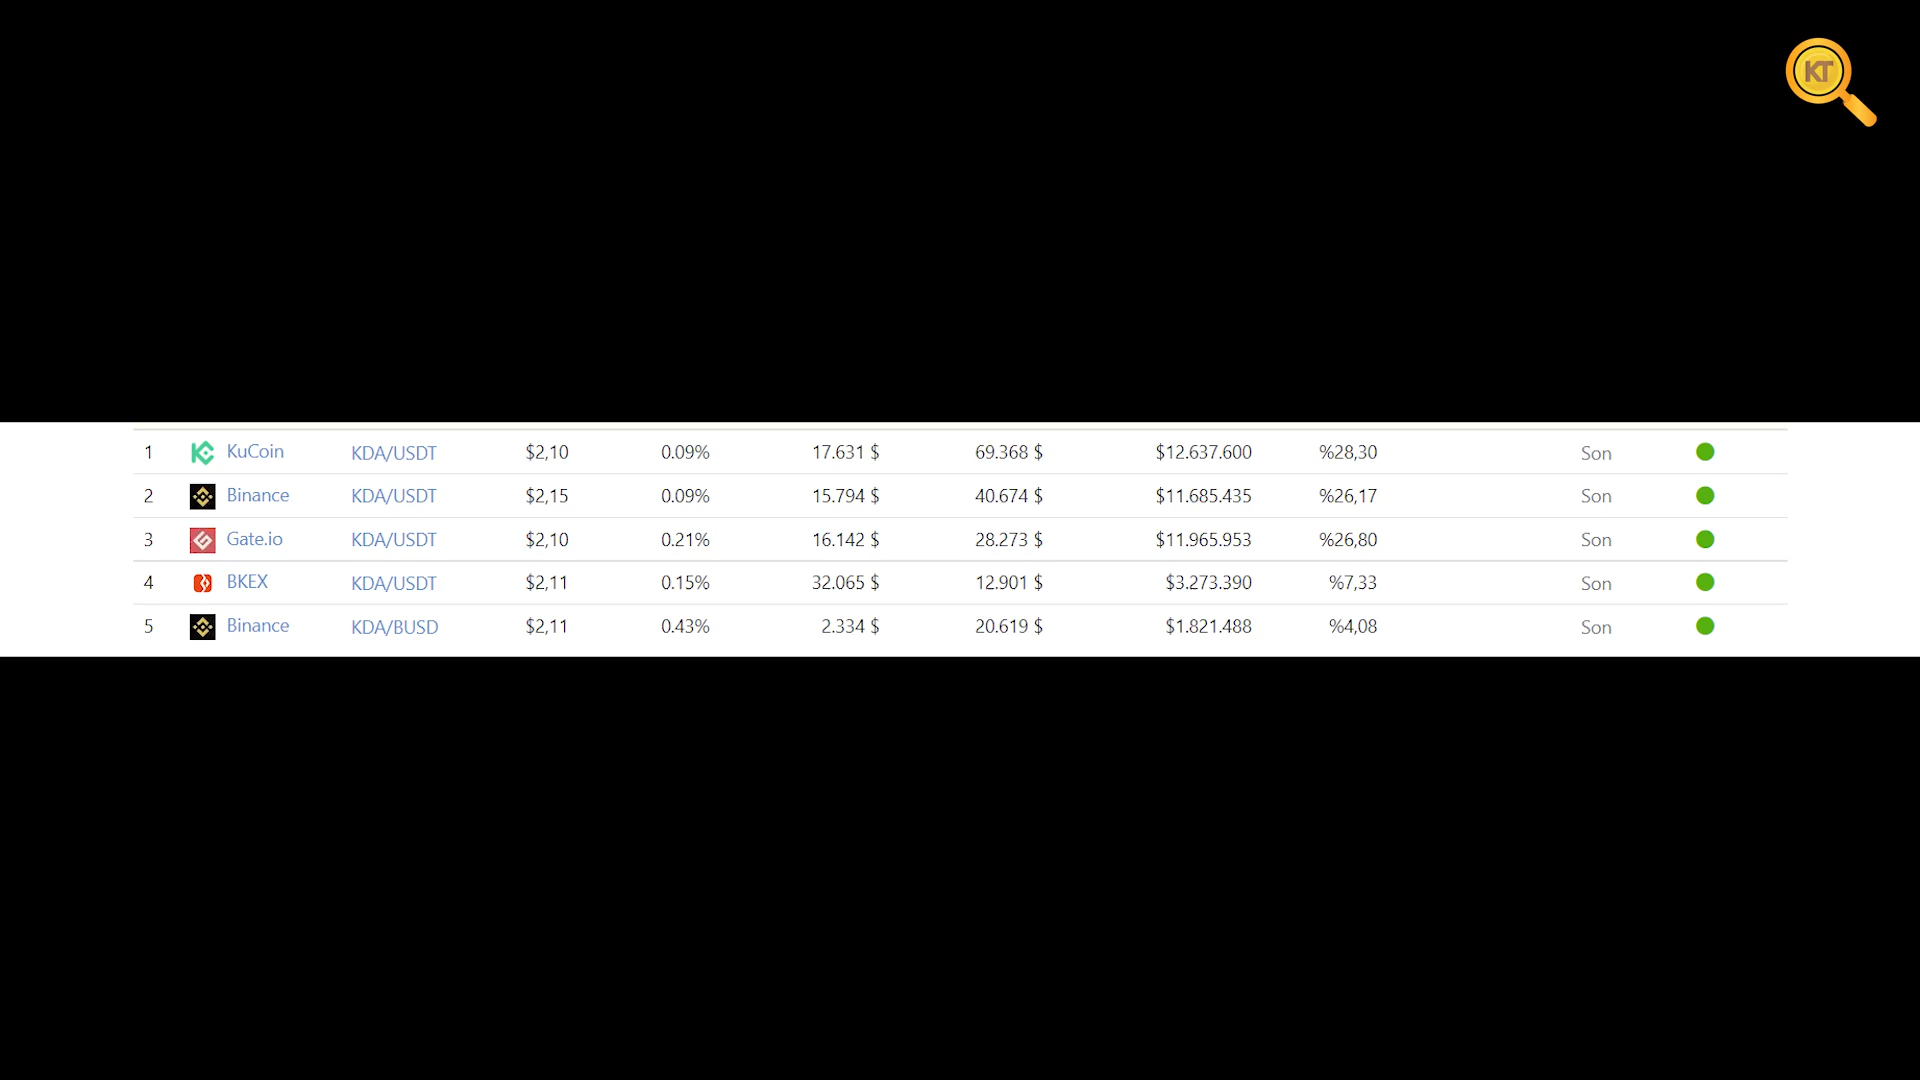 KT
1 KuCoin KDA/USDT $2,10 0.09% 17.631 $ 69.368 $ $12.637.600 %28,30 Son
2 Binance KDA/USDT $2,15 0.09% 15.794 $ 40.674 $ $11.685.435 %26,17 Son
3 Gate.io KDA/USDT $2,10 0.21% 16.142 $ 28.273 $ $11.965.953 %26,80 Son
4 BKEX KDA/USDT $2,11 0.15% 32.065 $ 12.901 $ $3.273.390 %7,33 Son
5 Binance KDA/BUSD $2,11 0.43% 2.334 $ 20.619 $ $1.821.488 %4,08 Son